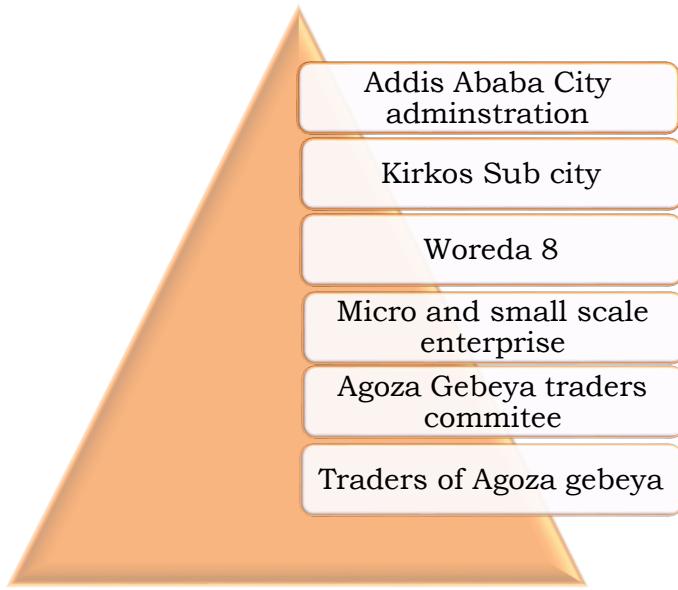 Addis Ababa City
adminstration
Kirkos Sub city
Woreda 8
Micro and small scale
enterprise
Agoza Gebeya traders
commitee
Traders of Agoza gebeya